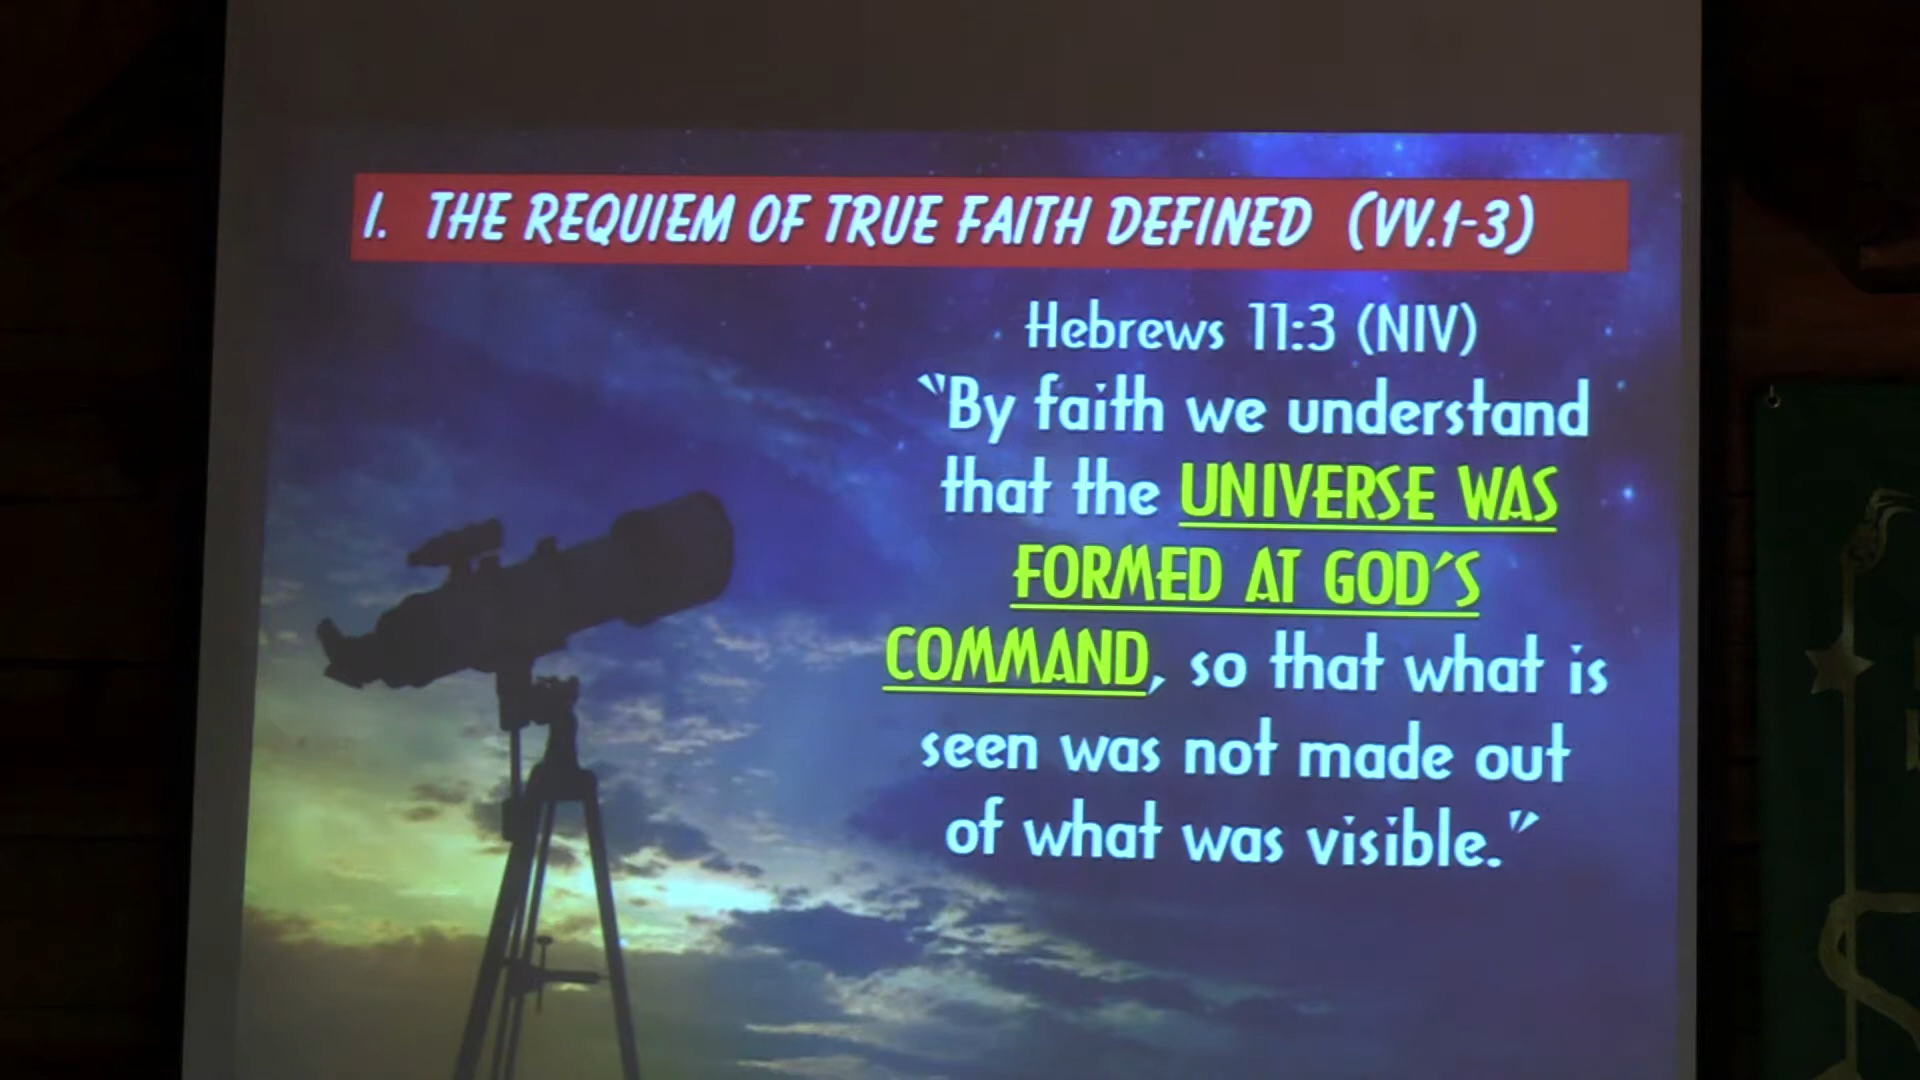 I. THE REQUIEM OF TRUE FAITH DEFINED (VV.1-3)
Hebrews 11:3 (NIV)
“By faith we understand
that the UNIVERSE WAS
FORMED AT GOD'S
COMMAND, so that what is
seen was not made out
of what was visible.”